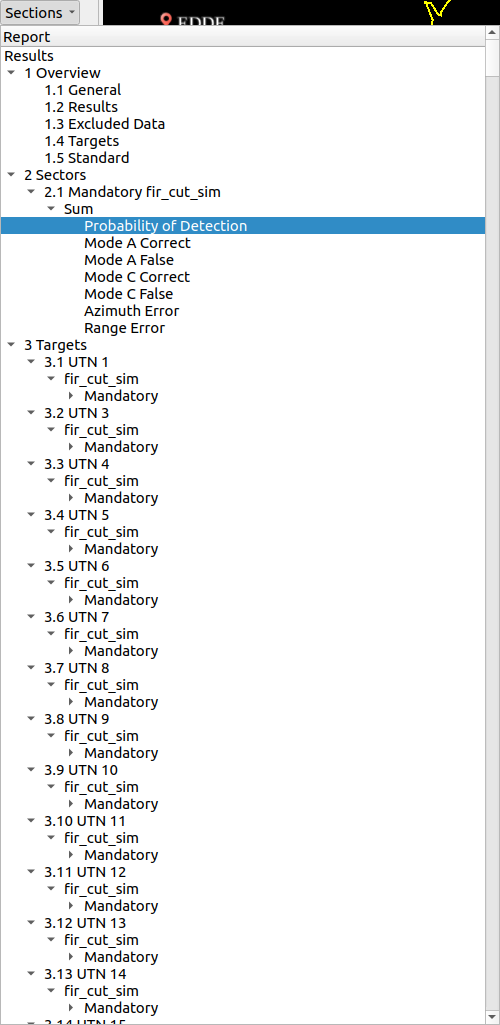 Sections
EDDF
Report
Results
1 Overview
1.1 General
1.2 Results
1.3 Excluded Data
1.4 Targets
1.5 Standard
2 Sectors
2.1 Mandatory fir_cut_sim
Sum
Probability of Detection
Mode A Correct
Mode A False
Mode C Correct
Mode C False
Azimuth Error
Range Error
3 Targets
3.1 UTN 1
fir_cut_sim
Mandatory
3.2 UTN 3
fir_cut_sim
Mandatory
3.3 UTN 4
fir_cut_sim
Mandatory
3.4 UTN 5
fir_cut_sim
Mandatory
3.5 UTN 6
fir_cut_sim
Mandatory
3.6 UTN 7
fir_cut_sim
Mandatory
3.7 UTN 8
fir_cut_sim
Mandatory
3.8 UTN 9
fir_cut_sim
Mandatory
3.9 UTN 10
fir_cut_sim
Mandatory
3.10 UTN 11
fir_cut_sim
Mandatory
3.11 UTN 12
fir_cut_sim
Mandatory
3.12 UTN 13
fir_cut_sim
Mandatory
3.13 UTN 14
fir_cut_sim
Mandatory
3.14 UTN 15